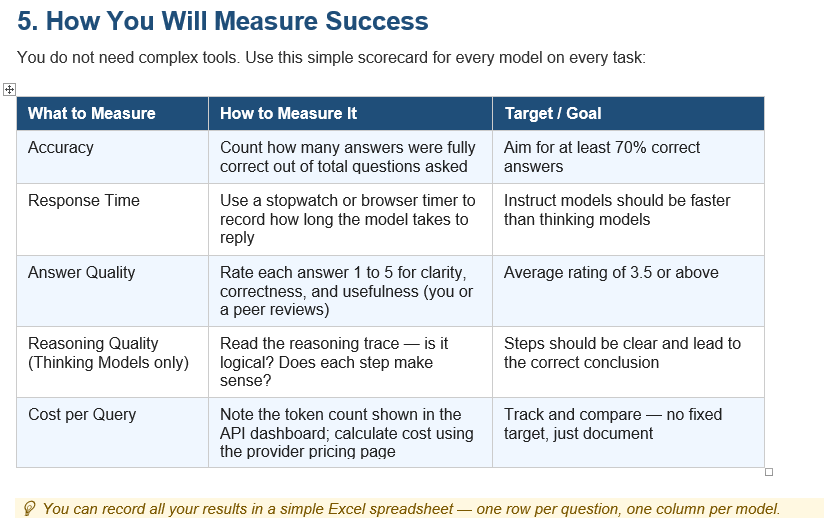 5. How You Will Measure Success
You do not need complex tools. Use this simple scorecard for every model on every task:
What to Measure
How to Measure It
Target / Goal
Accuracy
Count how many answers were fully
correct out of total questions asked
Aim for at least 70% correct
answers
Response Time
Use a stopwatch or browser timer to
record how long the model takes to
reply
Instruct models should be faster
than thinking models
Answer Quality
Rate each answer 1 to 5 for clarity,
correctness, and usefulness (you or
a peer reviews)
Average rating of 3.5 or above
Reasoning Quality
(Thinking Models only)
Read the reasoning trace — is it
logical? Does each step make
sense?
Steps should be clear and lead to
the correct conclusion
Cost per Query
Note the token count shown in the
API dashboard; calculate cost using
the provider pricing page
Track and compare — no fixed
target, just document
You can record all your results in a simple Excel spreadsheet — one row per question, one column per model.